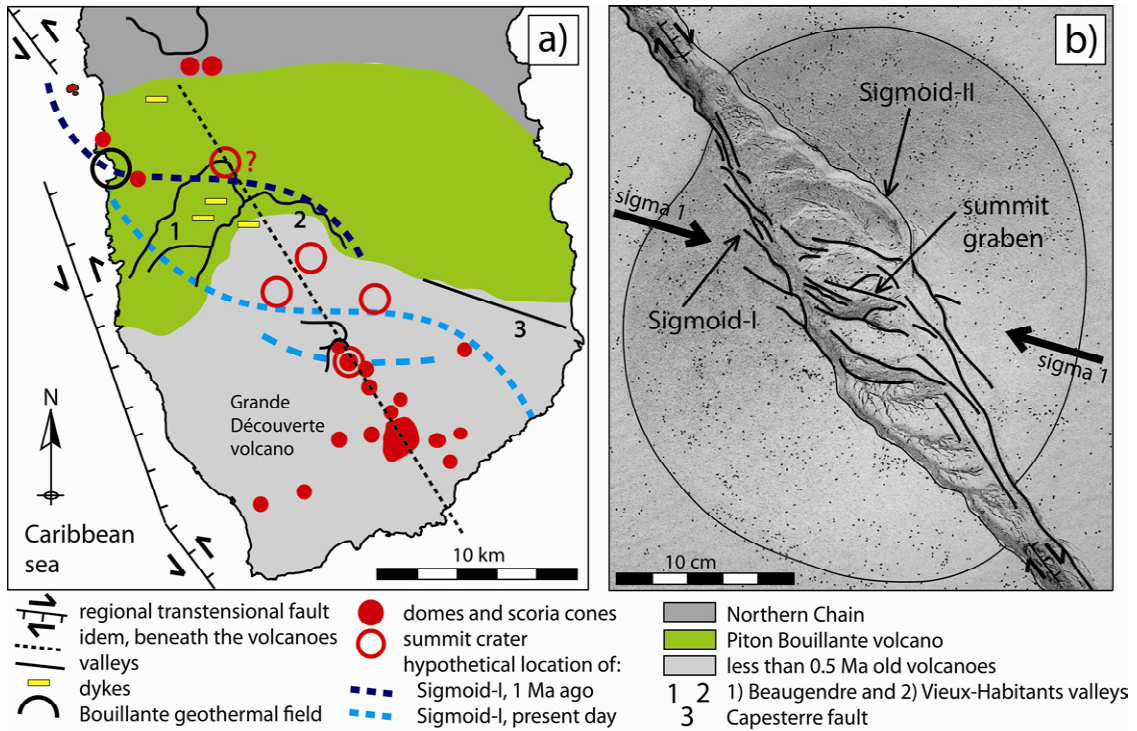 a)
?
1
2
3
N
Grande
Découverte
volcano
Caribbean
sea
10 km
b)
Sigmoid-II
sigma 1
summit
graben
Sigmoid-I
sigma 1
10 cm
regional transtensional fault
idem, beneath the volcanoes
valleys
dykes
Bouillante geothermal field
domes and scoria cones
summit crater
hypothetical location of:
Sigmoid-I, 1 Ma ago
Sigmoid-I, present day
Northern Chain
Piton Bouillante volcano
less than 0.5 Ma old volcanoes
1 2 1) Beaugendre and 2) Vieux-Habitants valleys
3 Capesterre fault